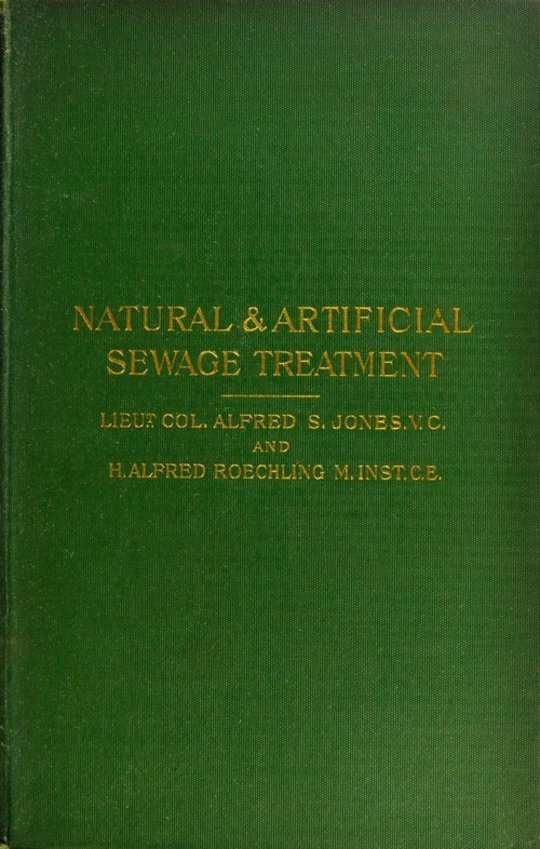 NATURAL & ARTIFICIAL
SEWAGE TREATMENT
LIEUT. COL. ALFRED S. JONES. V.C.
AND
H. ALFRED ROECHLING M. INST. C.E.